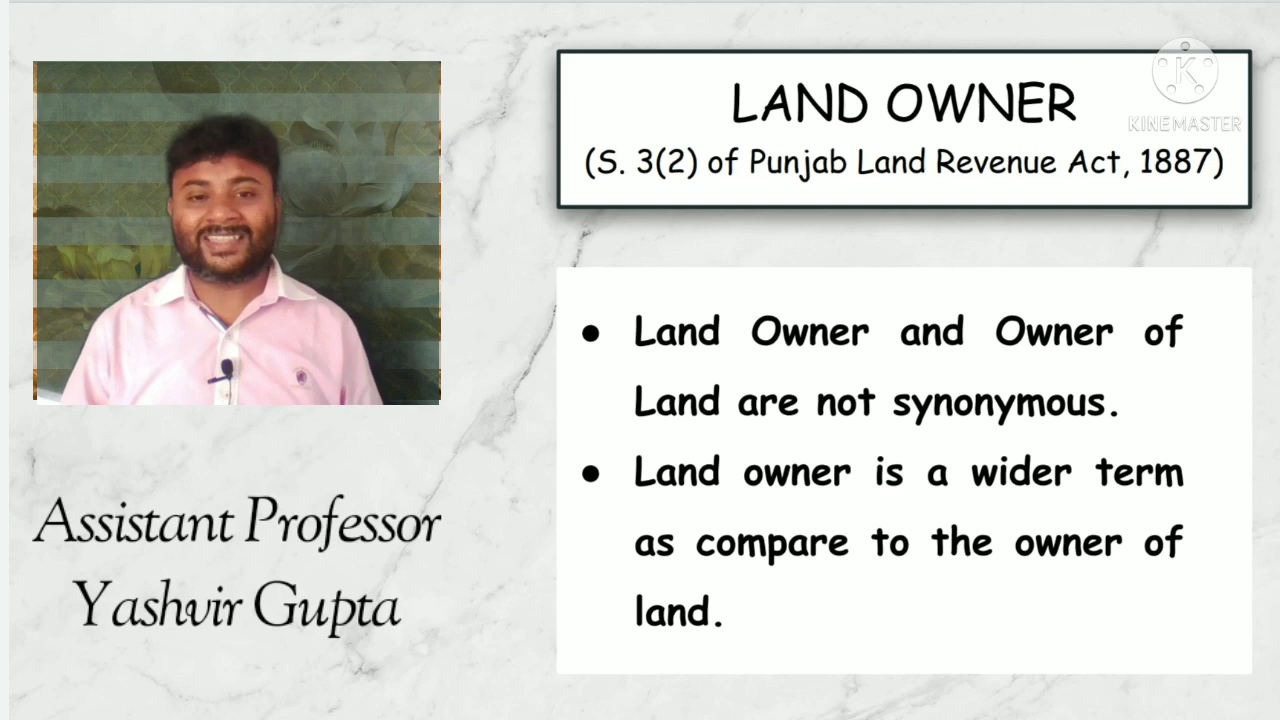 LAND OWNER
(S. 3(2) of Punjab Land Revenue Act, 1887)
KINEMASTER
● Land Owner and Owner of
Land are not synonymous.
● Land owner is a wider term
as compare to the owner of
land.
Assistant Professor
Yashvir Gupta